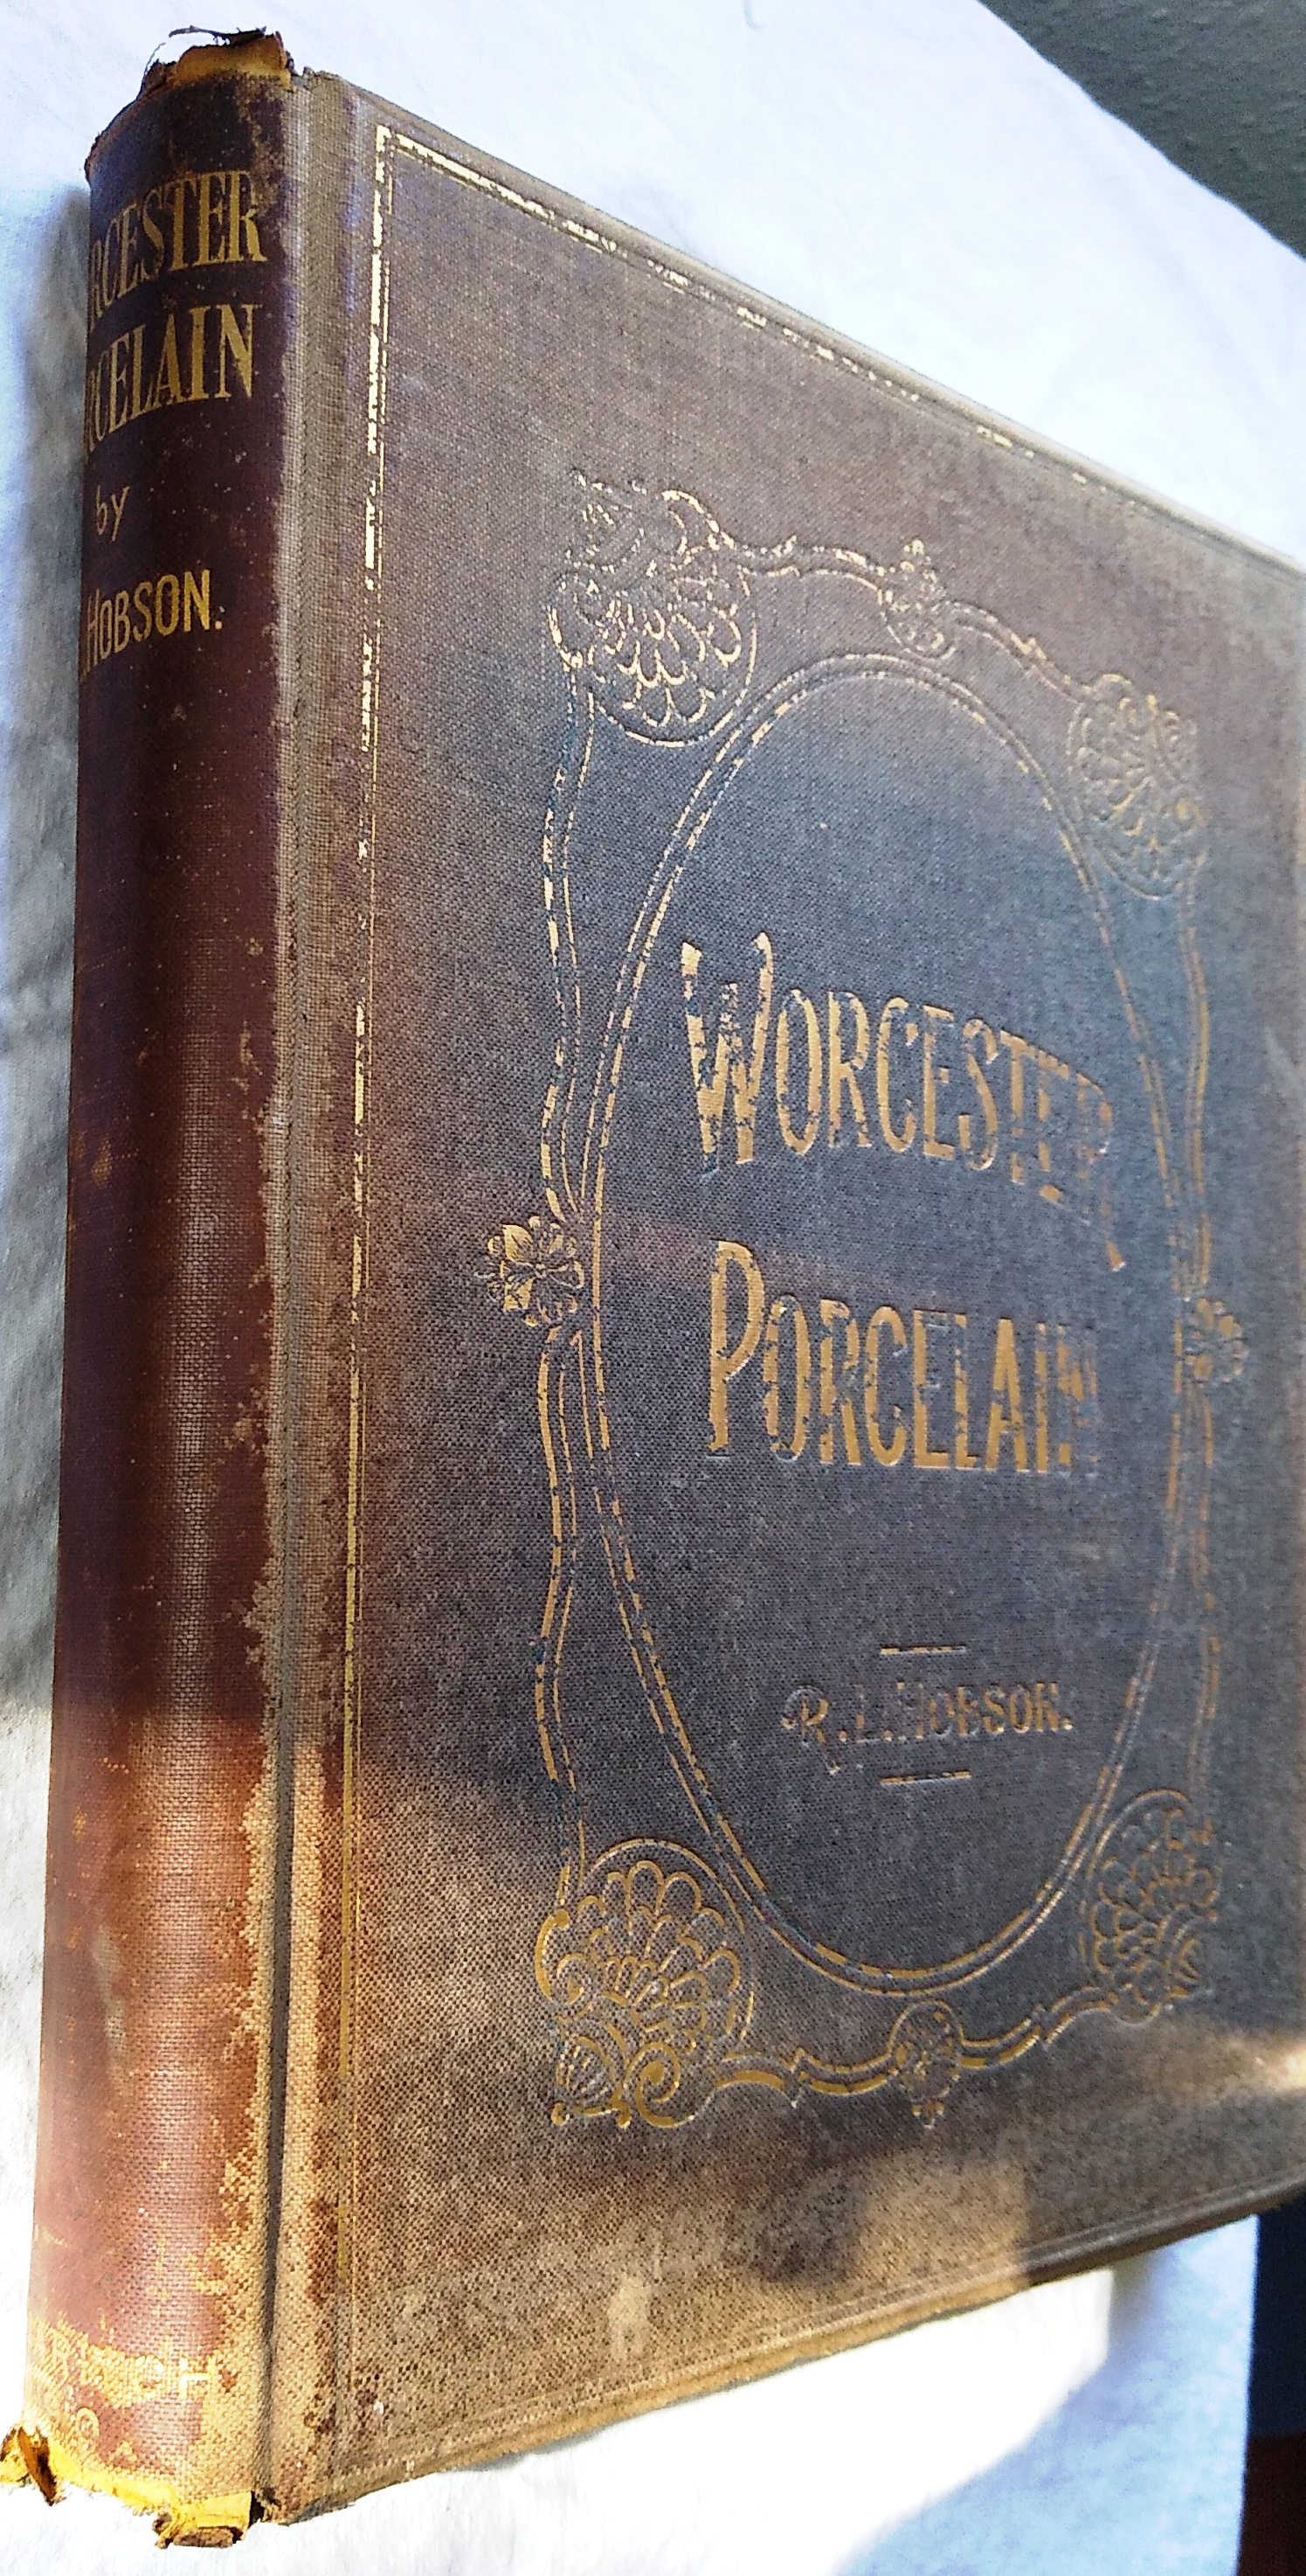 RCESTER
RCELAIN
by
HOBSON.
WORCESTER
PORCELAIN
R.L.HOBSON.